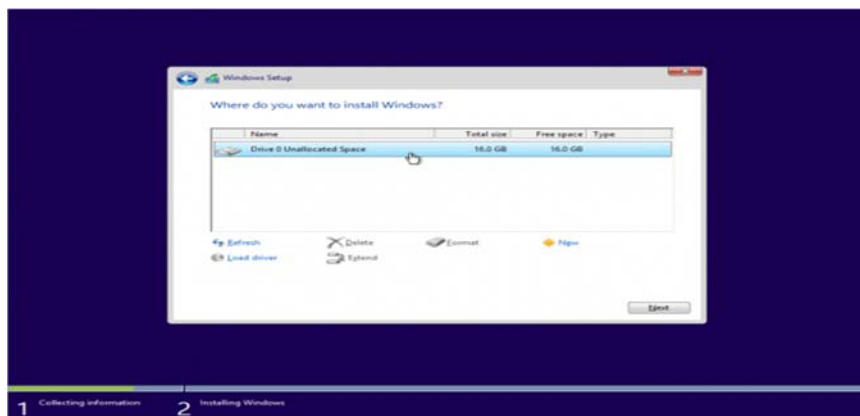 Windows Setup
Where do you want to install Windows?
Name Total size Free space Type
Drive 0 Unallocated Space 16.0 GB 16.0 GB
Refresh Delete Format New
Load driver Extend
Next
1 Collecting information 2 Installing Windows